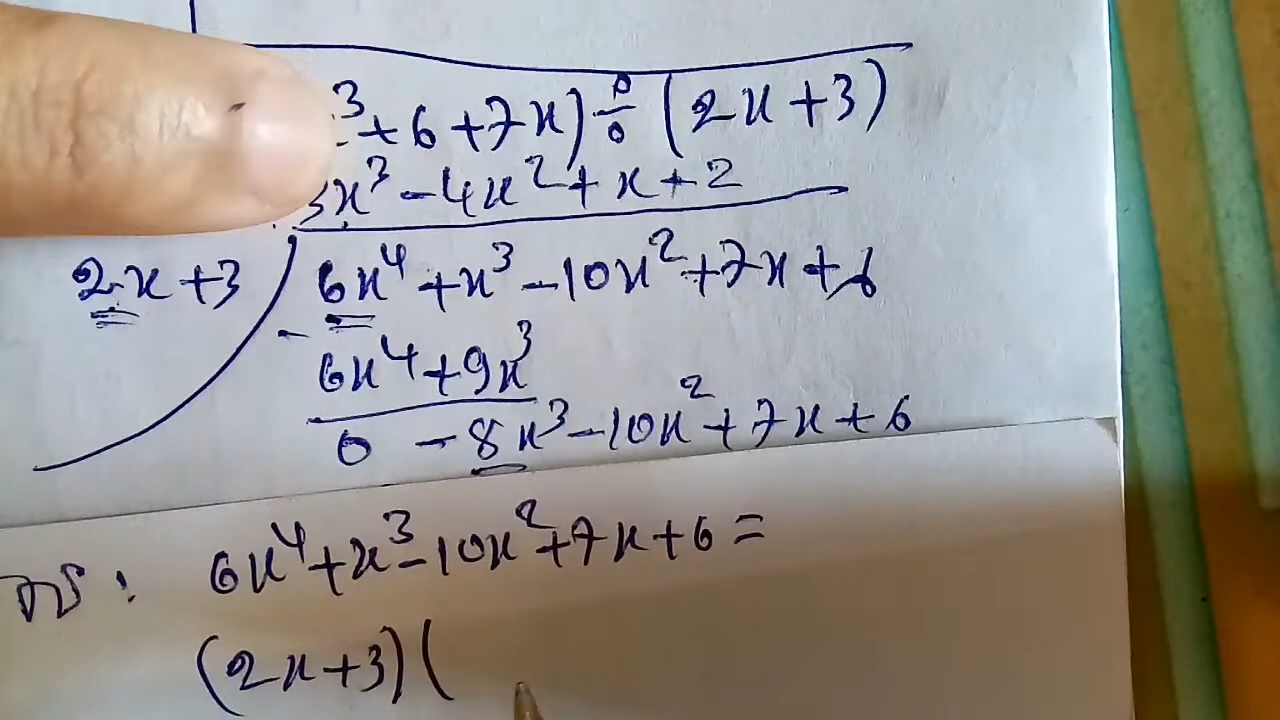 ³ + 6 + 7x) ÷ (2x + 3)
3x³ - 4x² + x + 2
2x + 3 ) 6x⁴ + x³ - 10x² + 7x + 6
- 6x⁴ + 9x³
0 - 8x³ - 10x² + 7x + 6
6x⁴ + x³ - 10x² + 7x + 6 =
(2x + 3) (